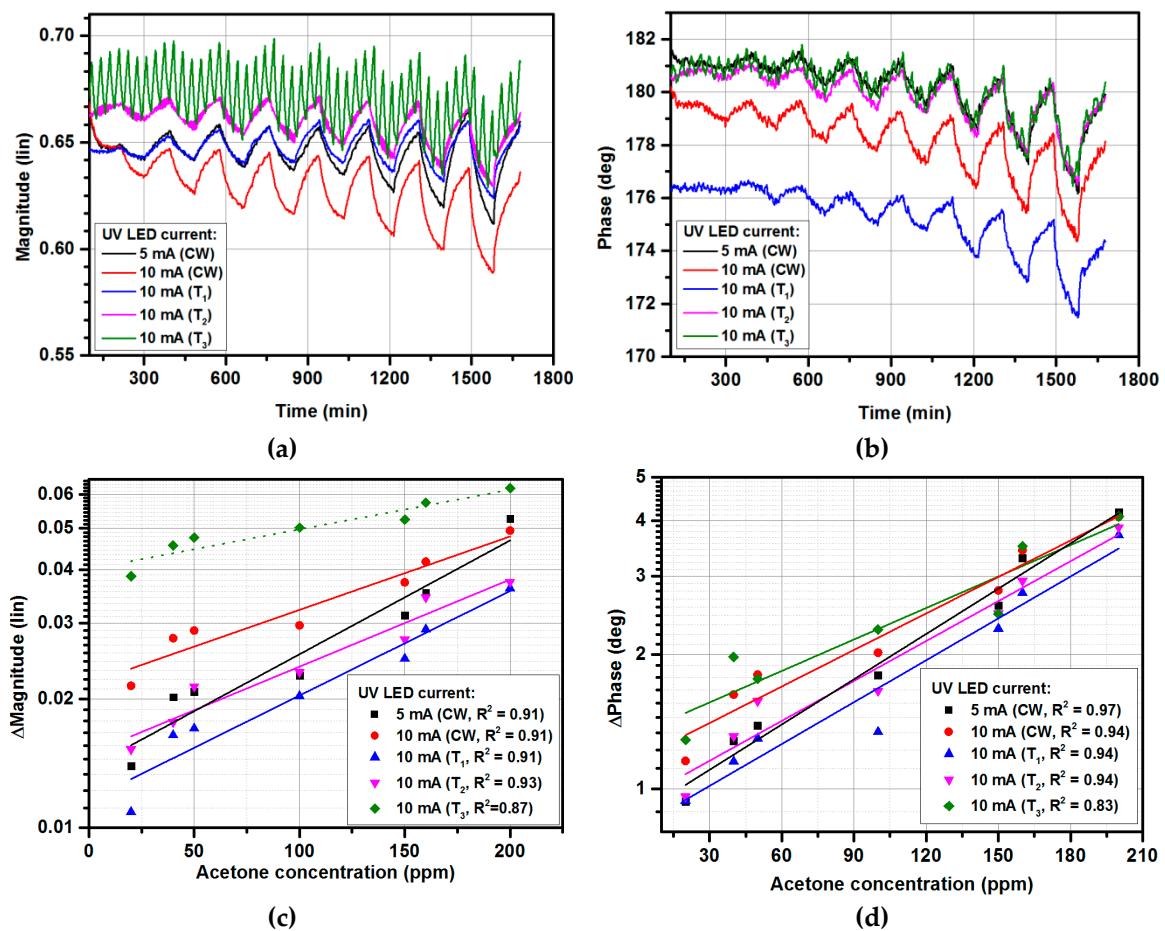 (a)
0.70
0.65
0.60
0.55
Magnitude (lin)
UV LED current:
5 mA (CW)
10 mA (CW)
10 mA (T₁)
10 mA (T₂)
10 mA (T₃)
300 600 900 1200 1500 1800
Time (min)
(a)
(b)
182
180
178
176
174
172
170
Phase (deg)
UV LED current:
5 mA (CW)
10 mA (CW)
10 mA (T₁)
10 mA (T₂)
10 mA (T₃)
300 600 900 1200 1500 1800
Time (min)
(b)
0.06
0.05
0.04
0.03
0.02
0.01
ΔMagnitude (lin)
UV LED current:
5 mA (CW, R² = 0.91)
10 mA (CW, R² = 0.91)
10 mA (T₁, R² = 0.91)
10 mA (T₂, R² = 0.93)
10 mA (T₃, R²=0.87)
0 50 100 150 200
Acetone concentration (ppm)
(c)
5
4
3
2
1
ΔPhase (deg)
UV LED current:
5 mA (CW, R² = 0.97)
10 mA (CW, R² = 0.94)
10 mA (T₁, R² = 0.94)
10 mA (T₂, R² = 0.94)
10 mA (T₃, R² = 0.83)
30 60 90 120 150 180 210
Acetone concentration (ppm)
(d)